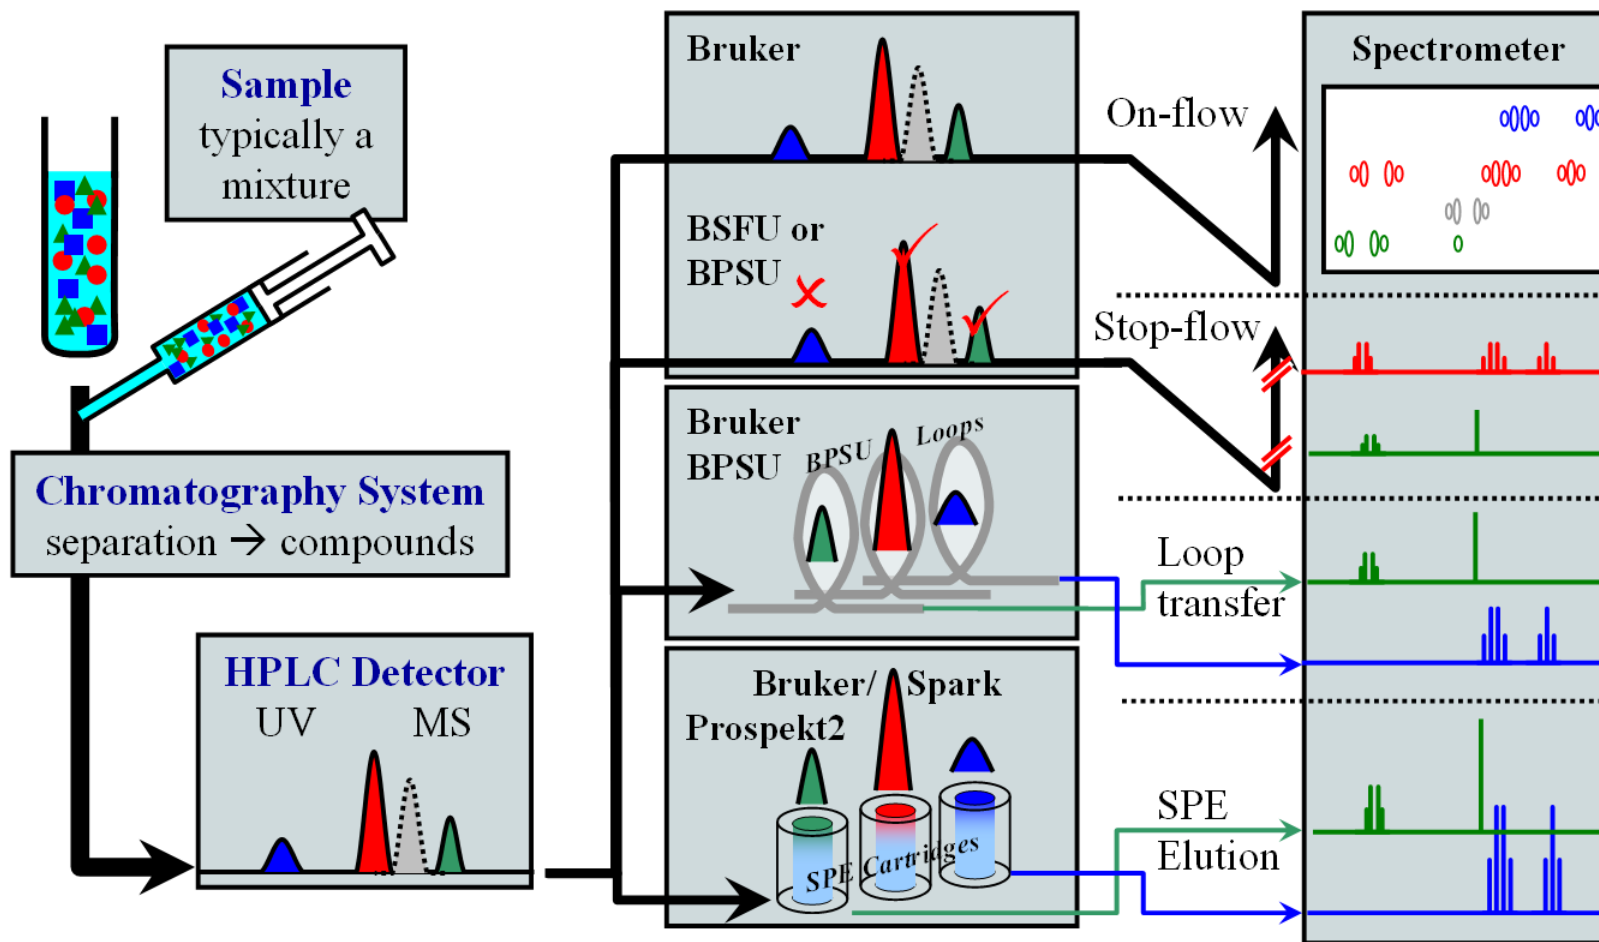 Sample
typically a
mixture
Chromatography System
separation → compounds
HPLC Detector
UV MS
Bruker
BSFU or
BPSU
Bruker
BPSU
BPSU Loops
Bruker/ Spark
Prospekt2
SPE Cartridges
On-flow
Stop-flow
Loop
transfer
SPE
Elution
Spectrometer